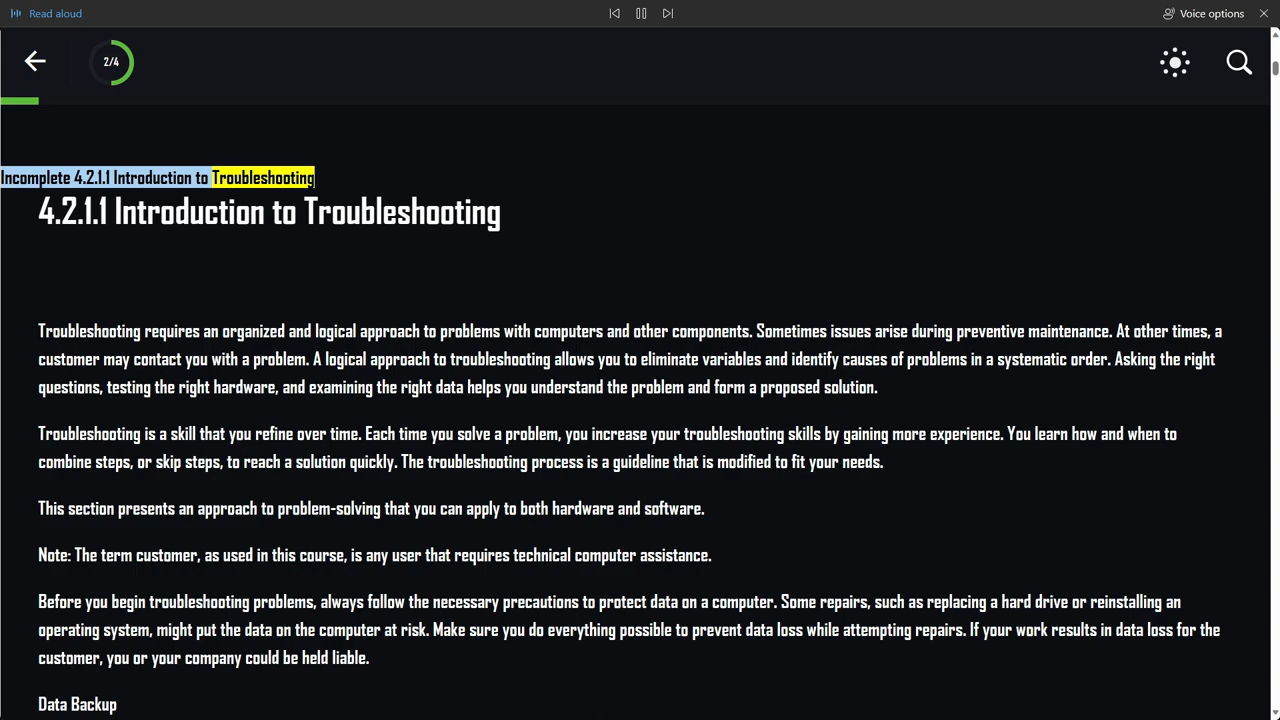 Read aloud
Voice options
2/4
Incomplete 4.2.1.1 Introduction to Troubleshooting
4.2.1.1 Introduction to Troubleshooting
Troubleshooting requires an organized and logical approach to problems with computers and other components. Sometimes issues arise during preventive maintenance. At other times, a
customer may contact you with a problem. A logical approach to troubleshooting allows you to eliminate variables and identify causes of problems in a systematic order. Asking the right
questions, testing the right hardware, and examining the right data helps you understand the problem and form a proposed solution.
Troubleshooting is a skill that you refine over time. Each time you solve a problem, you increase your troubleshooting skills by gaining more experience. You learn how and when to
combine steps, or skip steps, to reach a solution quickly. The troubleshooting process is a guideline that is modified to fit your needs.
This section presents an approach to problem-solving that you can apply to both hardware and software.
Note: The term customer, as used in this course, is any user that requires technical computer assistance.
Before you begin troubleshooting problems, always follow the necessary precautions to protect data on a computer. Some repairs, such as replacing a hard drive or reinstalling an
operating system, might put the data on the computer at risk. Make sure you do everything possible to prevent data loss while attempting repairs. If your work results in data loss for the
customer, you or your company could be held liable.
Data Backup